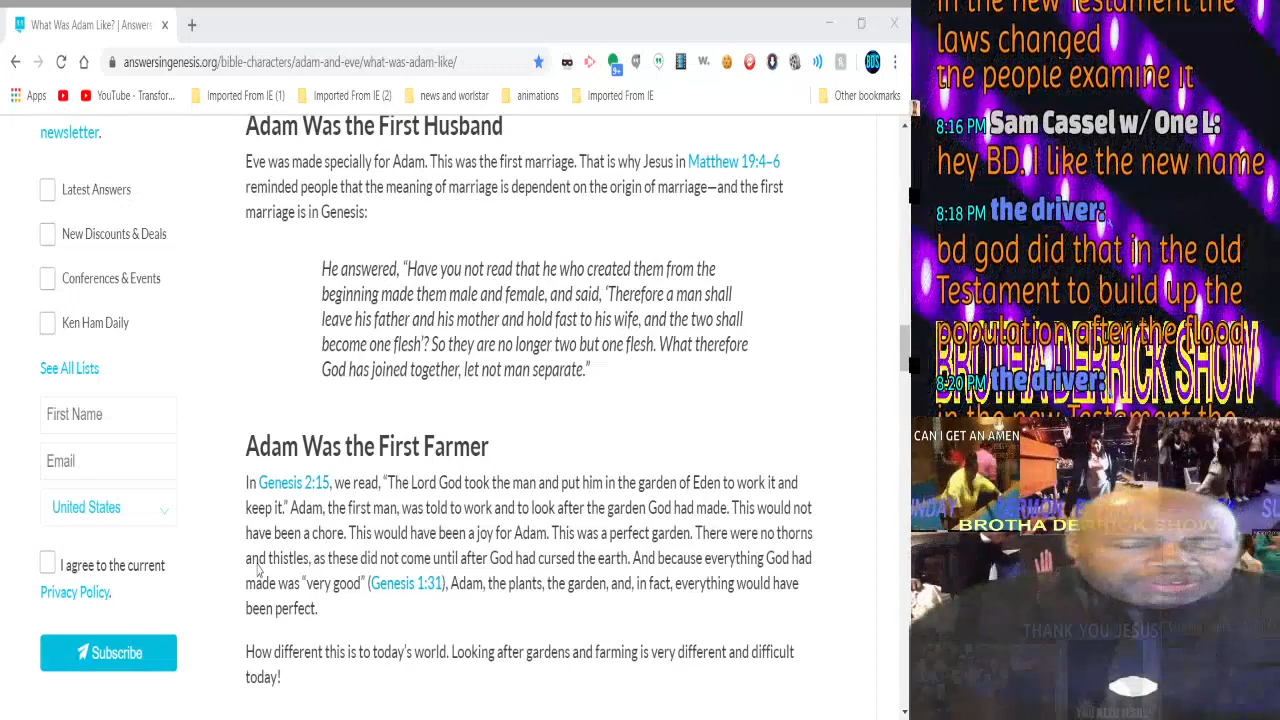 What Was Adam Like? | Answers
answersingenesis.org/bible-characters/adam-and-eve/what-was-adam-like/
9+
W.
BDS
Apps
YouTube - Transfor...
Imported From IE (1)
Imported From IE (2)
news and worlstar
animations
Imported From IE
Other bookmarks
newsletter.
Latest Answers
New Discounts & Deals
Conferences & Events
Ken Ham Daily
See All Lists
First Name
Email
United States
I agree to the current
Privacy Policy.
Subscribe
Adam Was the First Husband
Eve was made specially for Adam. This was the first marriage. That is why Jesus in Matthew 19:4–6
reminded people that the meaning of marriage is dependent on the origin of marriage—and the first
marriage is in Genesis:
He answered, “Have you not read that he who created them from the
beginning made them male and female, and said, ‘Therefore a man shall
leave his father and his mother and hold fast to his wife, and the two shall
become one flesh’? So they are no longer two but one flesh. What therefore
God has joined together, let not man separate.”
Adam Was the First Farmer
In Genesis 2:15, we read, “The Lord God took the man and put him in the garden of Eden to work it and
keep it.” Adam, the first man, was told to work and to look after the garden God had made. This would not
have been a chore. This would have been a joy for Adam. This was a perfect garden. There were no thorns
and thistles, as these did not come until after God had cursed the earth. And because everything God had
made was “very good” (Genesis 1:31), Adam, the plants, the garden, and, in fact, everything would have
been perfect.
How different this is to today’s world. Looking after gardens and farming is very different and difficult
today!
in the new Testament the
laws changed
the people examine it
8:16 PM Sam Cassel w/ One L:
hey BD. I like the new name
8:18 PM the driver:
bd god did that in the old
Testament to build up the
population after the flood
BROTHA DERRICK SHOW
8:20 PM the driver:
in the new Testament the
CAN I GET AN AMEN
BROTHA DERRICK SHOW
THANK YOU JESUS